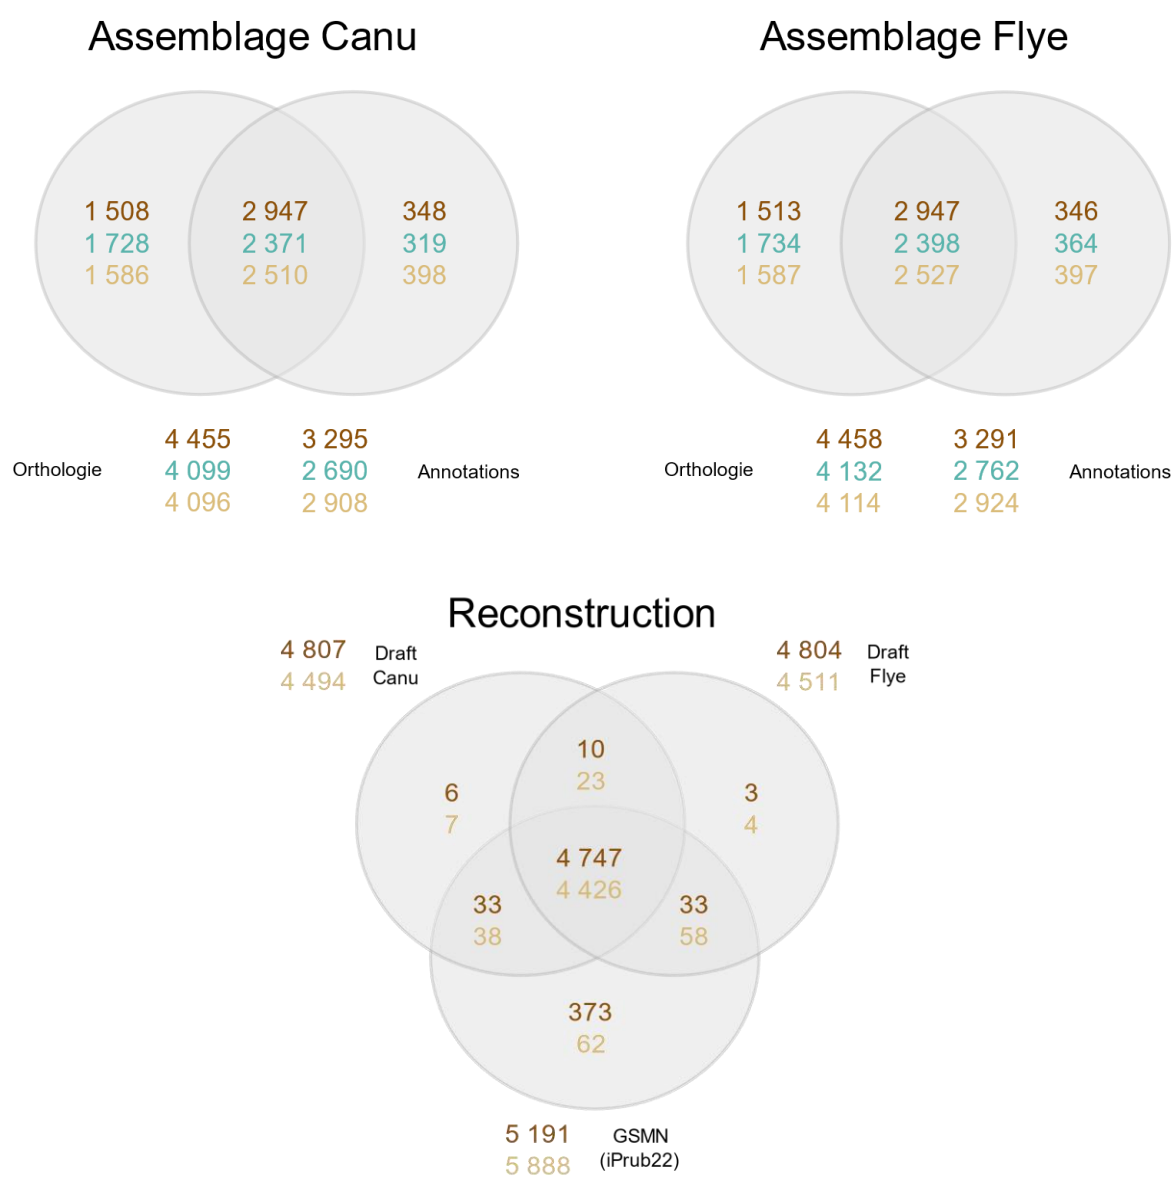 Assemblage Canu
Assemblage Flye
1 508 2 947 348
1 728 2 371 319
1 586 2 510 398
1 513 2 947 346
1 734 2 398 364
1 587 2 527 397
4 455 3 295
Orthologie 4 099 2 690 Annotations
4 096 2 908
4 458 3 291
Orthologie 4 132 2 762 Annotations
4 114 2 924
Reconstruction
4 807 Draft
4 494 Canu
4 804 Draft
4 511 Flye
10
23
6
7
3
4
4 747
4 426
33
38
33
58
373
62
5 191 GSMN
5 888 (iPrub22)